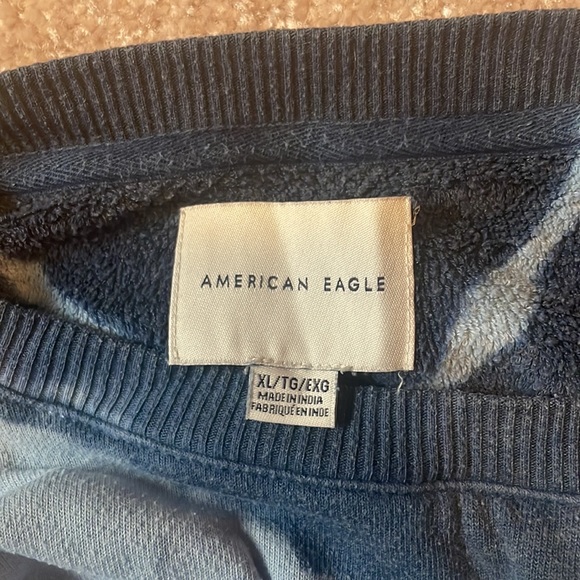 AMERICAN EAGLE
XL/TG/EXG
MADE IN INDIA
FABRIQUÉ EN INDE